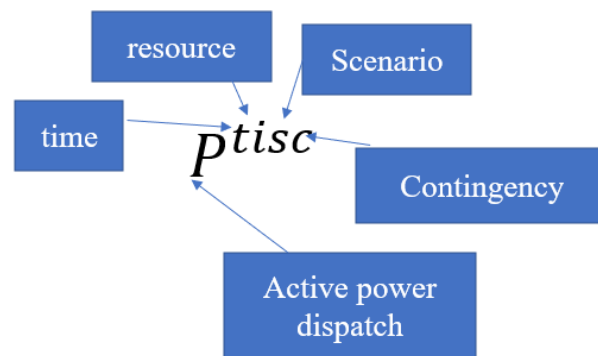 resource
Scenario
time
P^{tisc}
Contingency
Active power
dispatch